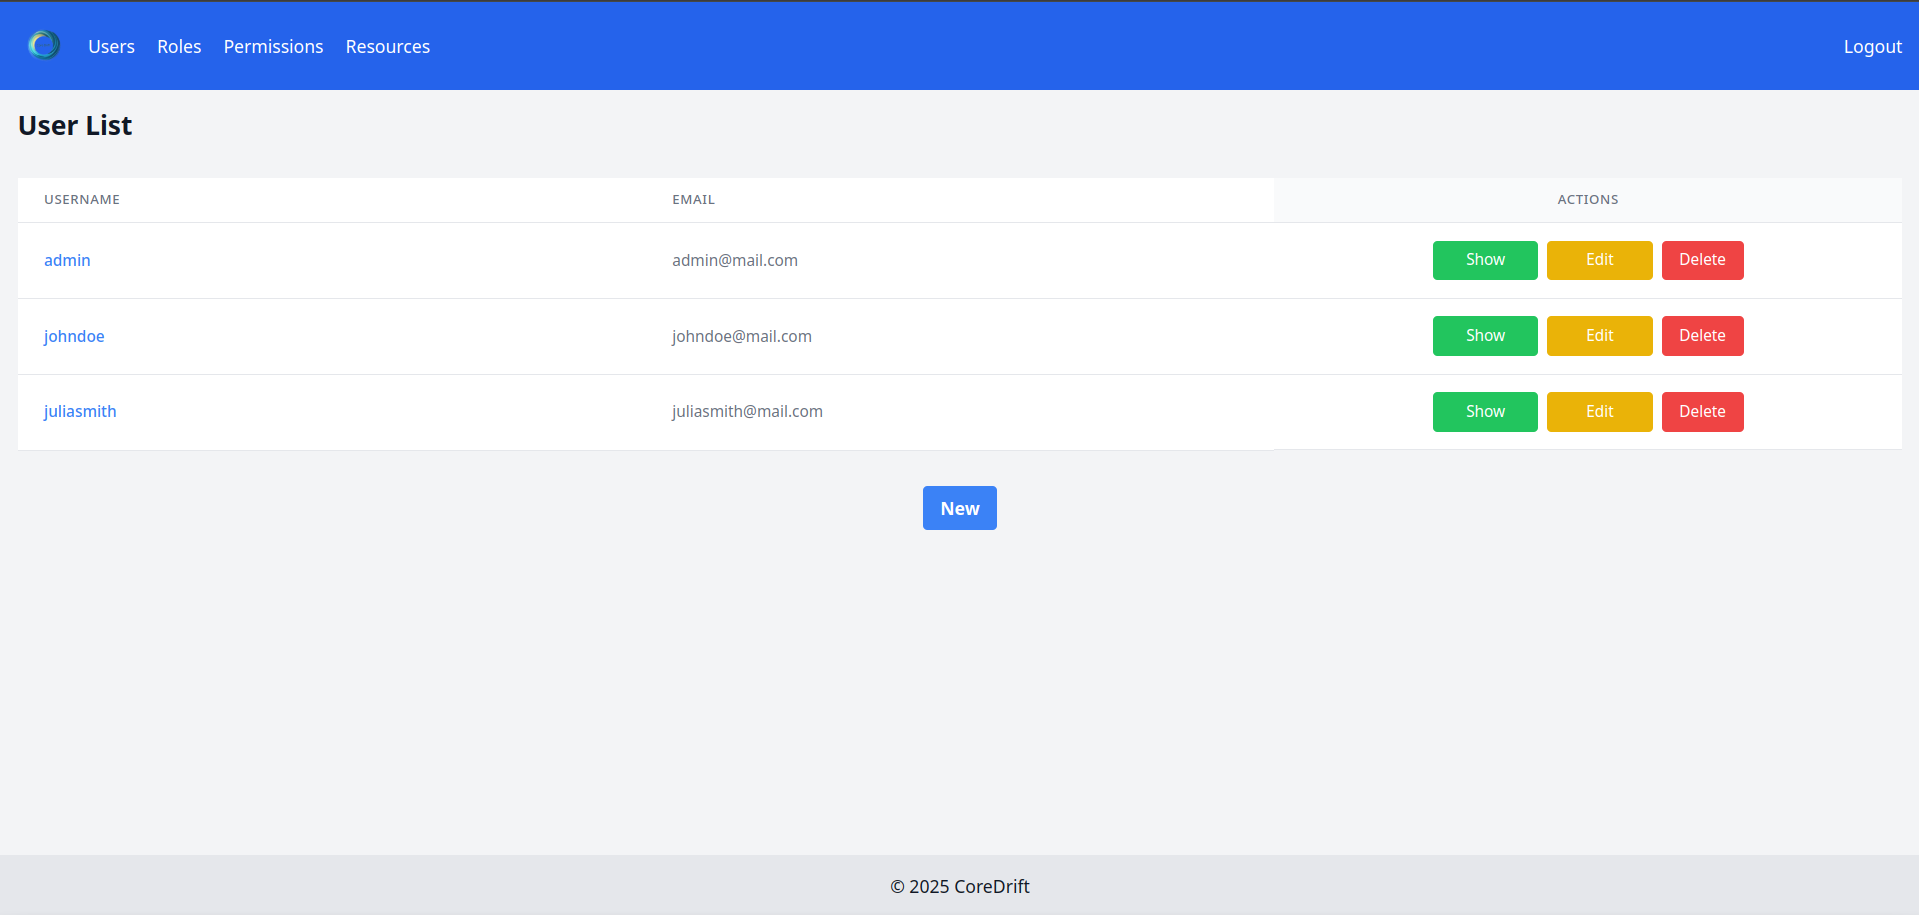 Users Roles Permissions Resources Logout
User List
USERNAME EMAIL ACTIONS
admin admin@mail.com Show Edit Delete
johndoe johndoe@mail.com Show Edit Delete
juliasmith juliasmith@mail.com Show Edit Delete
New
© 2025 CoreDrift